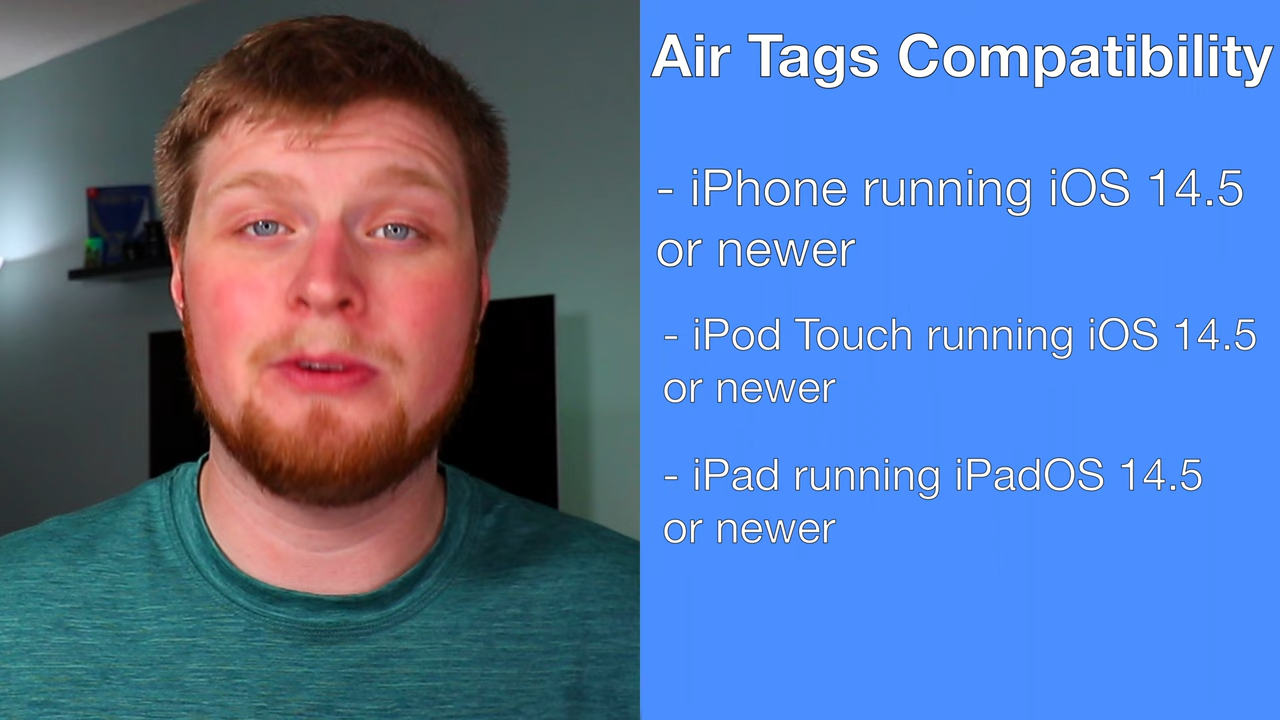 Air Tags Compatibility
- iPhone running iOS 14.5
or newer
- iPod Touch running iOS 14.5
or newer
- iPad running iPadOS 14.5
or newer